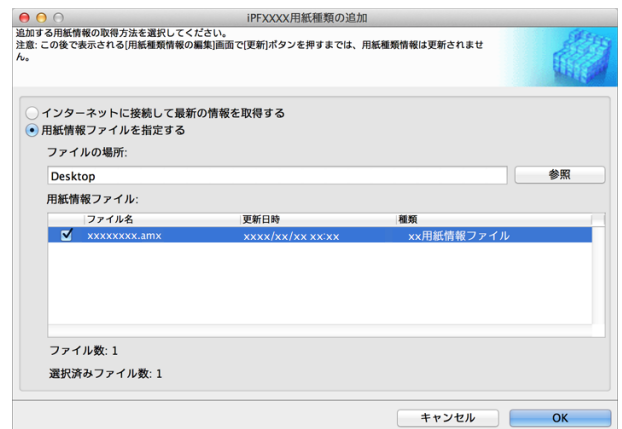 iPFXXXX用紙種類の追加
追加する用紙情報の取得方法を選択してください。
注意: この後で表示される[用紙種類情報の編集]画面で[更新]ボタンを押すまでは、用紙種類情報は更新されませ
ん。
インターネットに接続して最新の情報を取得する
用紙情報ファイルを指定する
ファイルの場所:
Desktop 参照
用紙情報ファイル:
ファイル名 更新日時 種類
xxxxxxxx.amx xxxx/xx/xx xx:xx xx用紙情報ファイル
ファイル数: 1
選択済みファイル数: 1
キャンセル OK